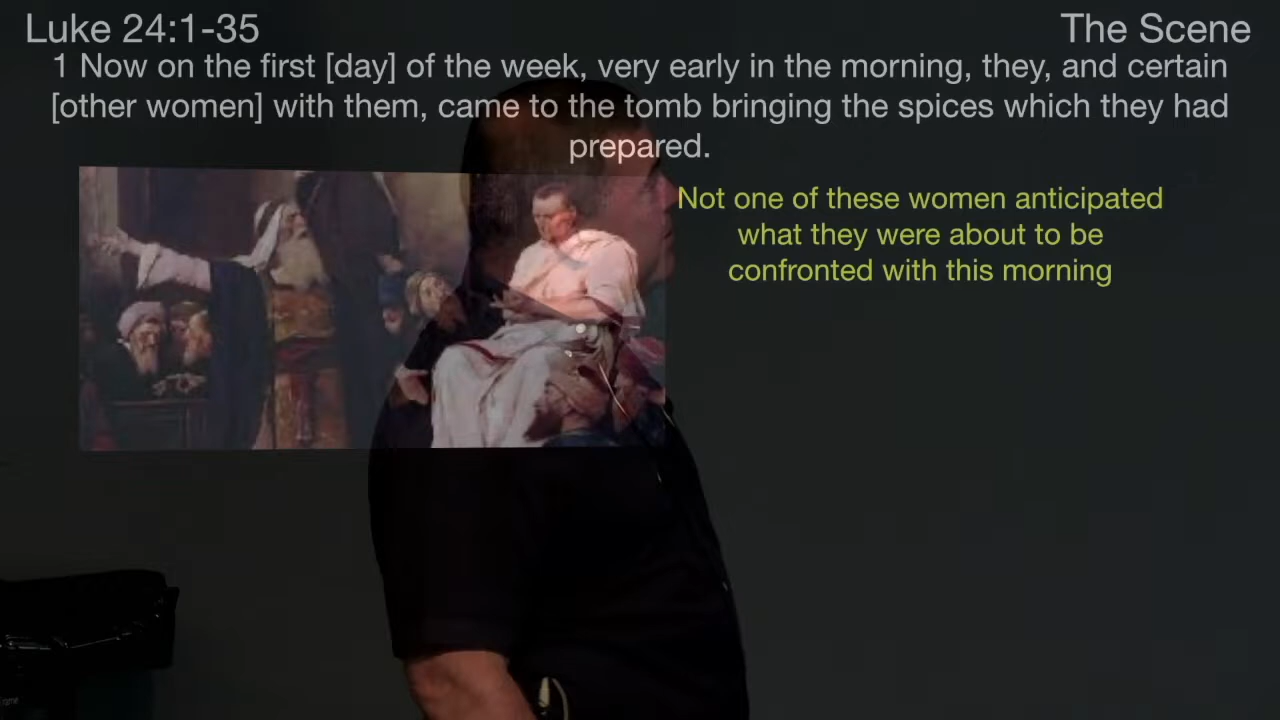 Luke 24:1-35
The Scene
1 Now on the first [day] of the week, very early in the morning, they, and certain
[other women] with them, came to the tomb bringing the spices which they had
prepared.
Not one of these women anticipated
what they were about to be
confronted with this morning